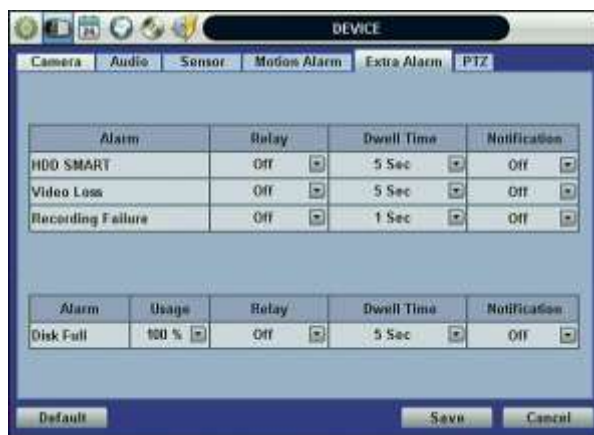 DEVICE
Camera Audio Sensor Motion Alarm Extra Alarm PTZ
Alarm Relay Dwell Time Notification
HDD SMART Off 5 Sec Off
Video Loss Off 5 Sec Off
Recording Failure Off 1 Sec Off
Alarm Usage Relay Dwell Time Notification
Disk Full 100 % Off 5 Sec Off
Default Save Cancel